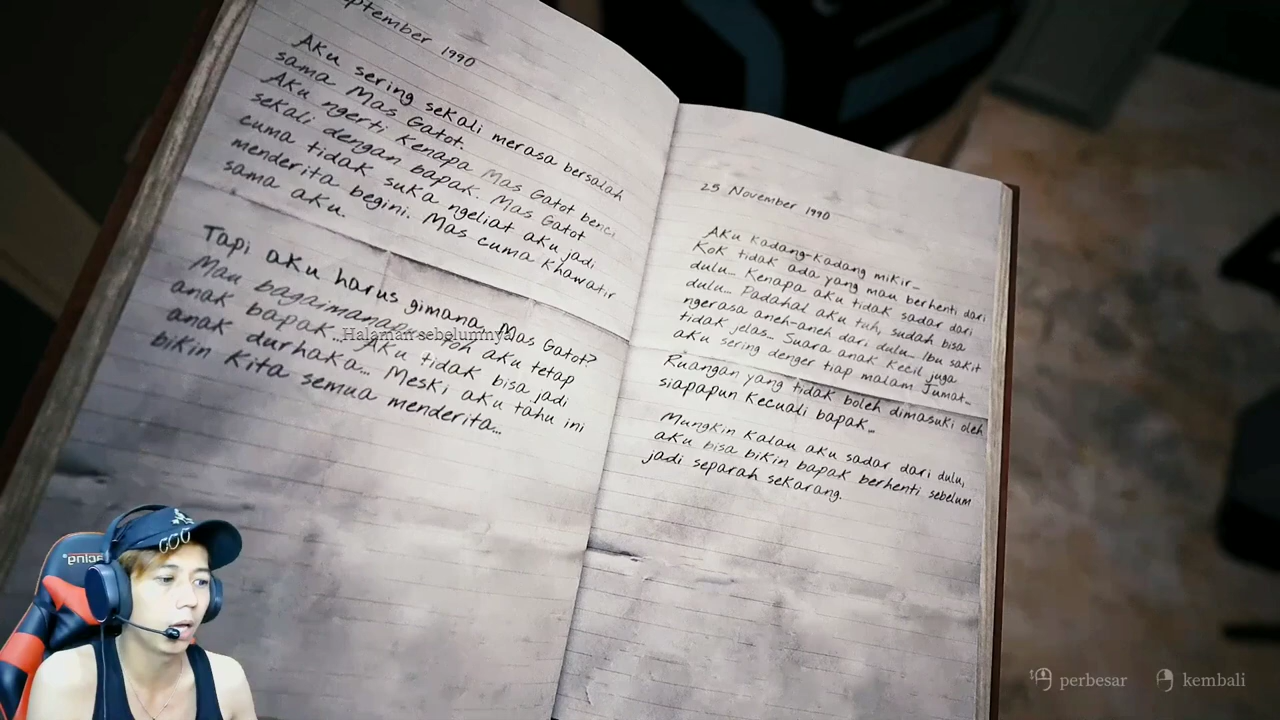 ptember 1990
Aku sering sekali merasa bersalah
sama Mas Gatot.
Aku ngerti kenapa Mas Gatot benci
sekali dengan bapak. Mas Gatot
cuma tidak suka ngeliat aku jadi
menderita begini. Mas cuma khawatir
sama aku.
Tapi aku harus gimana Mas Gatot?
Mau bagaimanapun aku tetap
anak bapak... Aku tidak bisa jadi
anak durhaka... Meski aku tahu ini
bikin kita semua menderita...
Halaman sebelumnya
25 November 1990
Aku kadang-kadang mikir...
Kok tidak ada yang mau berhenti dari
dulu... Kenapa aku tidak sadar dari
dulu... Padahal aku tuh, sudah bisa
ngerasa aneh-aneh dari dulu... Ibu sakit
tidak jelas... Suara anak kecil juga
aku sering denger tiap malam Jumat...
Ruangan yang tidak boleh dimasuki oleh
siapapun kecuali bapak...
Mungkin kalau aku sadar dari dulu,
aku bisa bikin bapak berhenti sebelum
jadi separah sekarang.
racing
perbesar
kembali